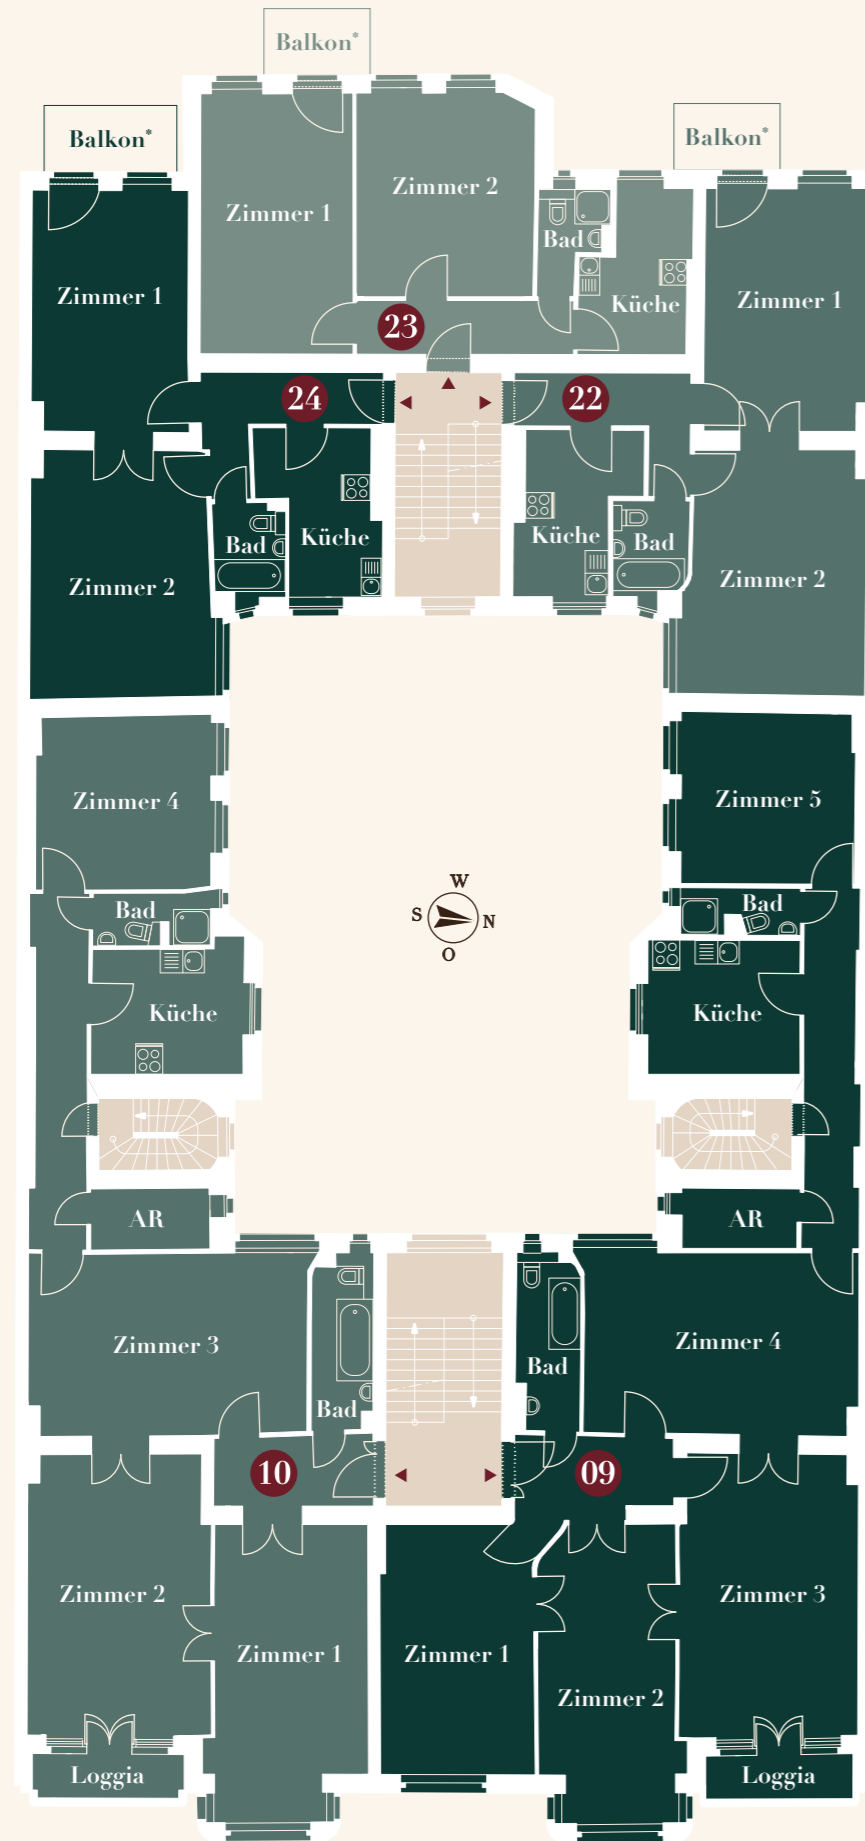 Balkon*
Balkon*
Balkon*
Zimmer 1
Zimmer 2
Bad
Küche
Zimmer 1
Zimmer 1
23
24
22
Küche
Bad
Küche
Bad
Zimmer 2
Zimmer 2
Zimmer 4
Zimmer 5
W
S
N
O
Bad
Bad
Küche
Küche
AR
AR
Zimmer 3
Zimmer 4
Bad
Bad
10
09
Zimmer 2
Zimmer 3
Zimmer 1
Zimmer 1
Zimmer 2
Loggia
Loggia